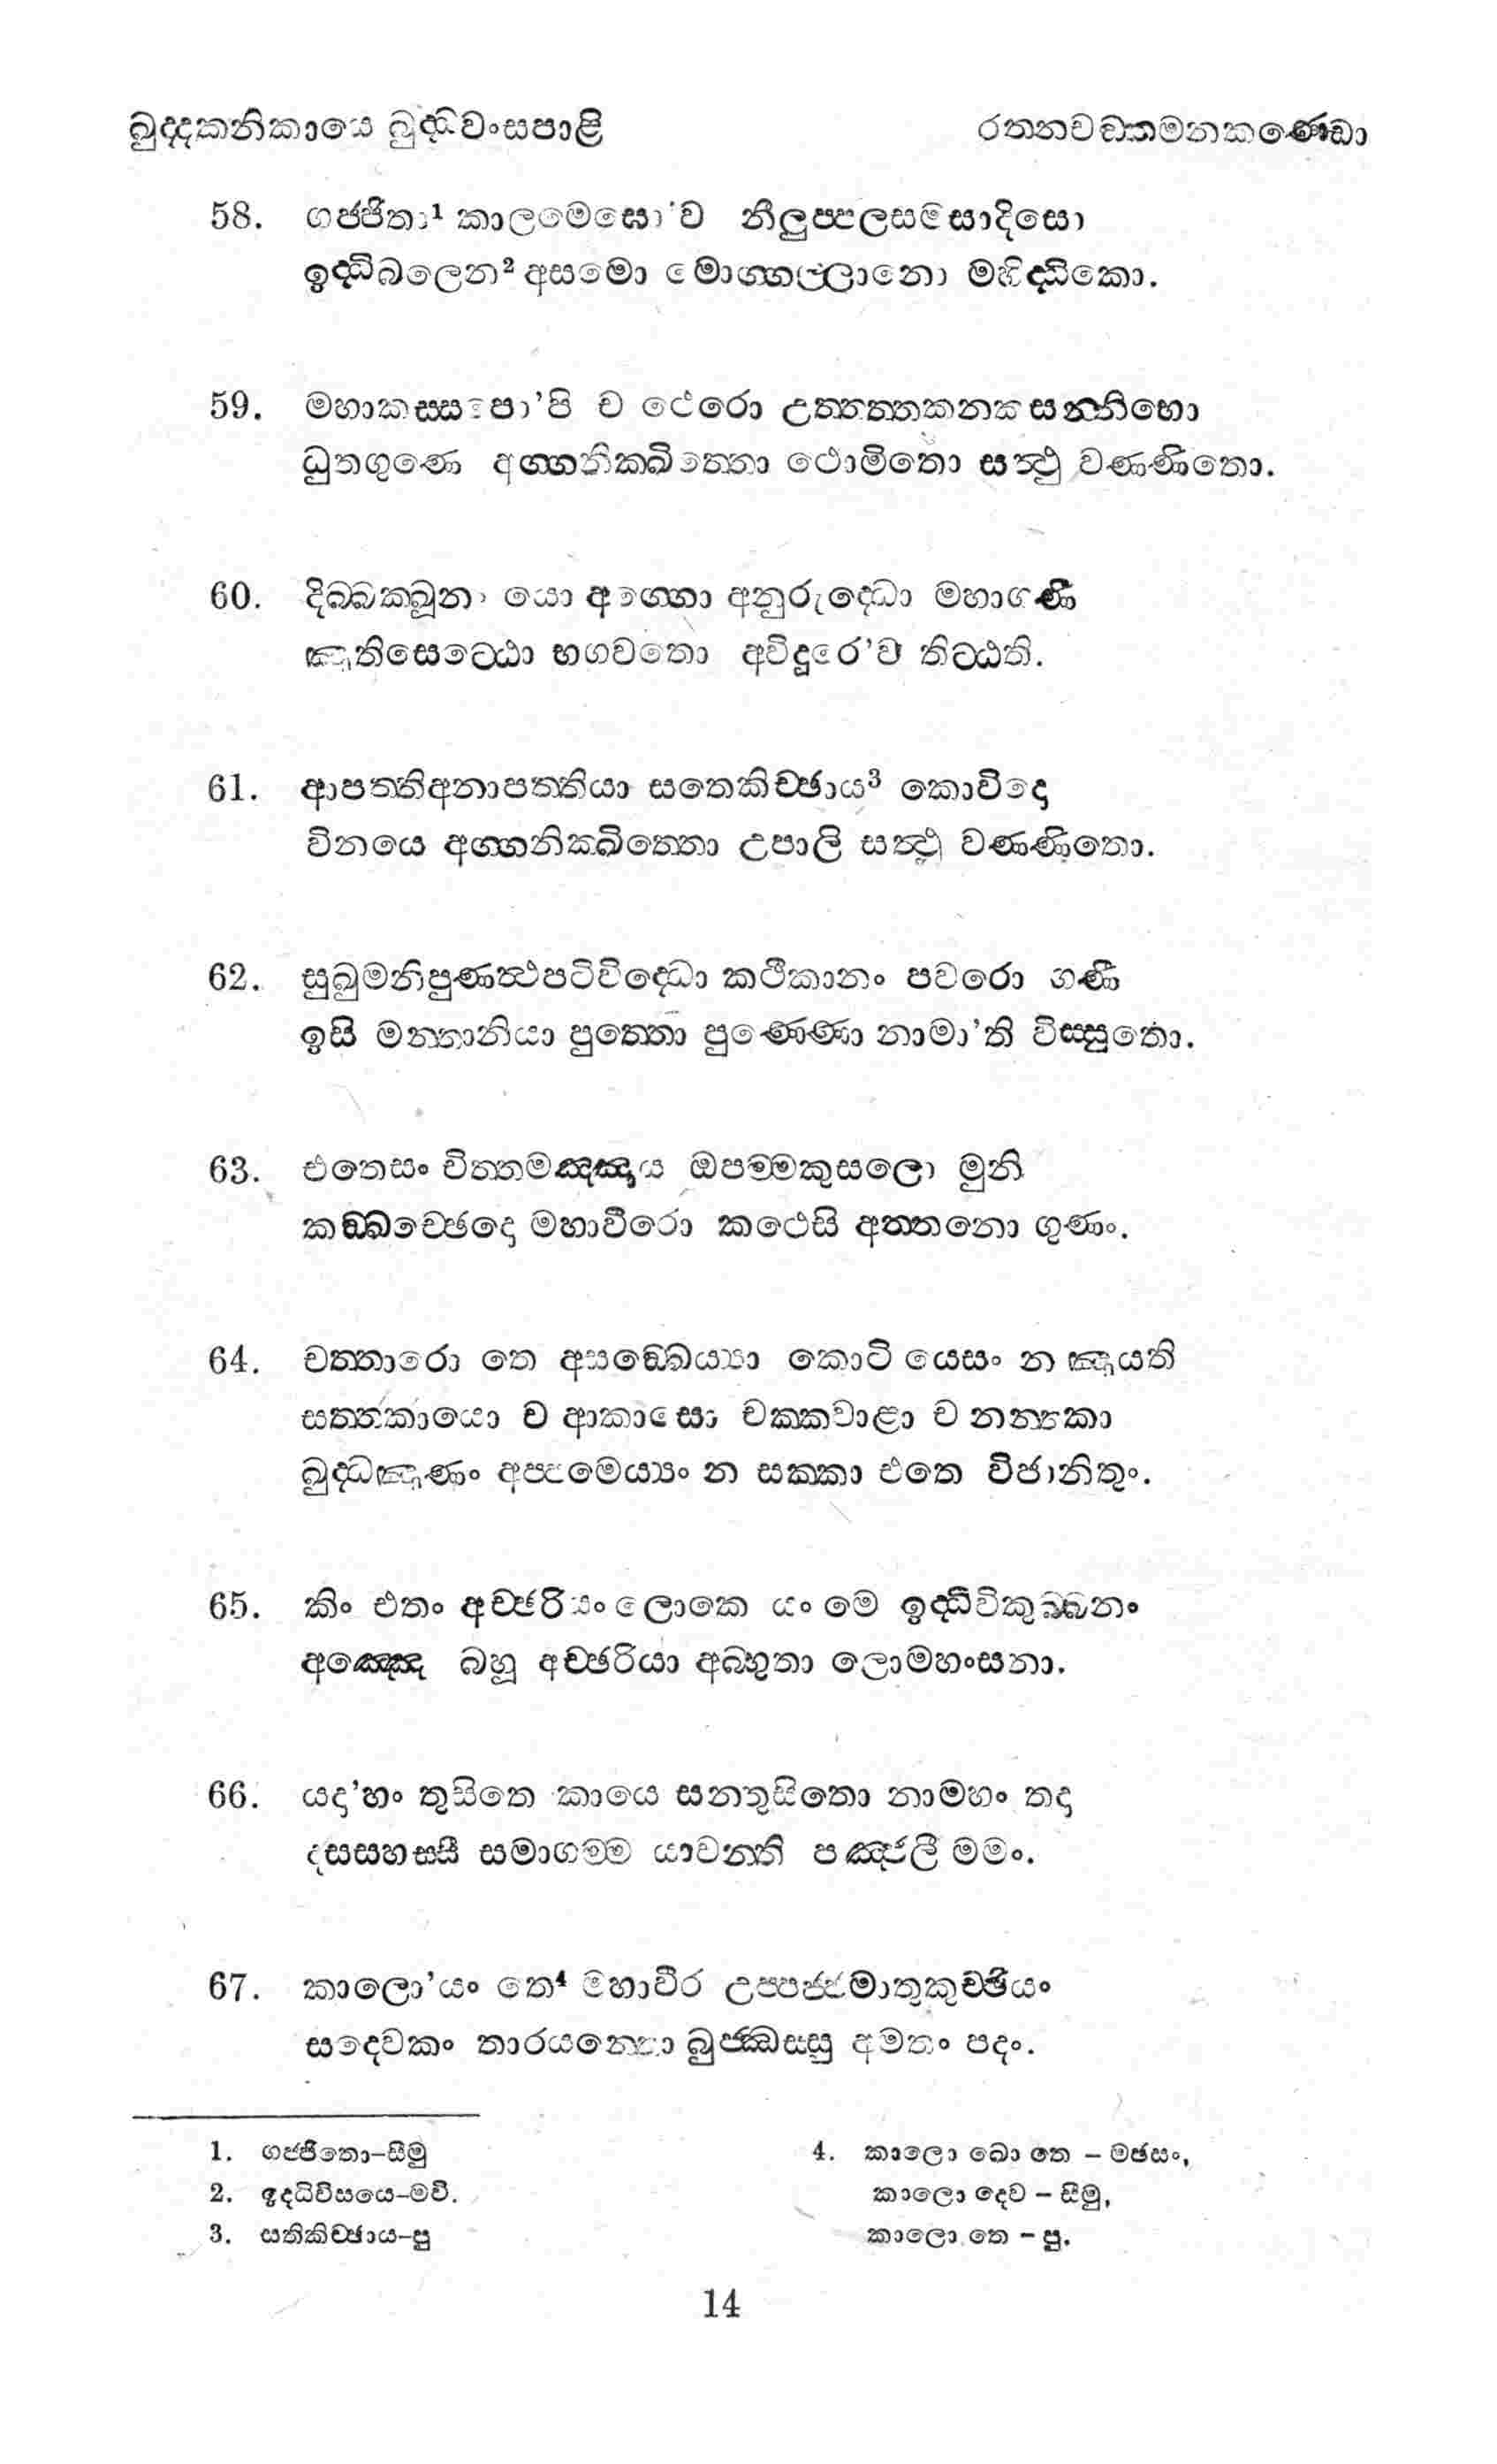 ඛුද්දකනිකායෙ බුද්ධවංසපාළි රතනචඞ්කමනකණ්ඩො
58. ගජ්ජිතා¹ කාලමෙඝො'ව නීලුප්පලසමසාදිසො
ඉද්ධිබලෙන² අසමො මොග්ගල්ලානො මහිද්ධිකො.
59. මහාකස්සපො'පි ච ථෙරො උත්තත්තකනකසන්නිභො
ධුතගුණෙ අග්ගනික්ඛිත්තො ථොමිතො සත්ථු වණ්ණිතො.
60. දිබ්බචක්ඛූනං යො අග්ගො අනුරුද්ධො මහාගණී
ඤාතිසෙට්ඨො භගවතො අවිදූරෙ'ව තිට්ඨති.
61. ආපත්තිඅනාපත්තියා සතෙකිච්ඡාය³ කොවිදො
විනයෙ අග්ගනික්ඛිත්තො උපාලි සත්ථු වණ්ණිතො.
62. සුඛුමනිපුණත්ථපටිවිද්ධො කථිකානං පවරො ගණී
ඉසි මන්තානියා පුත්තො පුණ්ණො නාමා'ති විස්සුතො.
63. එතෙසං චිත්තමඤ්ඤාය ඔපම්මකුසලො මුනි
කඞ්ඛච්ඡෙදො මහාවීරො කථෙසි අත්තනො ගුණං.
64. චත්තාරො තෙ අසඞ්ඛෙය්යා කොටි යෙසං න ඤායති
සත්තකායො ච ආකාසො චක්කවාළා ච නන්තකා
බුද්ධඤාණං අප්පමෙය්යං න සක්කා එතෙ විජානිතුං.
65. කිං එතං අච්ඡරියං ලොකෙ යං මෙ ඉද්ධිවිකුබ්බනං
අඤ්ඤෙ බහූ අච්ඡරියා අබ්භුතා ලොමහංසනා.
66. යදා'හං තුසිතෙ කායෙ සන්තුසිතො නාමහං තදා
දසසහස්සී සමාගම්ම යාචන්ති පඤ්ජලී මමං.
67. කාලො'යං තෙ⁴ මහාවීර උප්පජ්ජමාතුකුච්ඡියං
සදෙවකං තාරයන්තො බුජ්ඣස්සු අමතං පදං.
1. ගජ්ජිතො–සීමු
2. ඉද්ධිවිසයෙ–මවි.
3. සතිකිච්ඡාය–පු
4. කාලො ඛො තෙ – මඡසං,
කාලො දෙව – සීමු,
කාලො තෙ – පු.
14